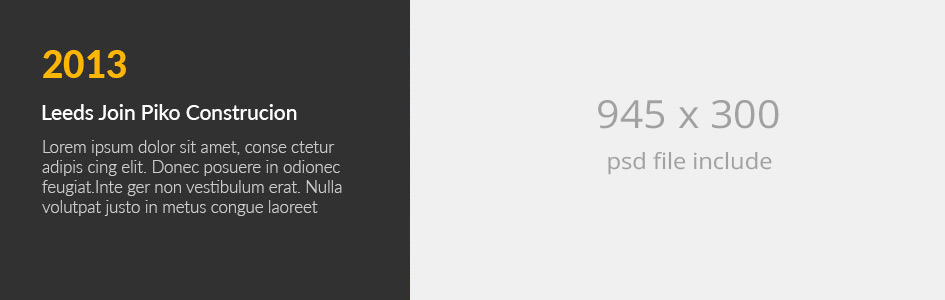 2013
Leeds Join Piko Construcion
Lorem ipsum dolor sit amet, conse ctetur
adipis cing elit. Donec posuere in odionec
feugiat.Inte ger non vestibulum erat. Nulla
volutpat justo in metus congue laoreet
945 x 300
psd file include